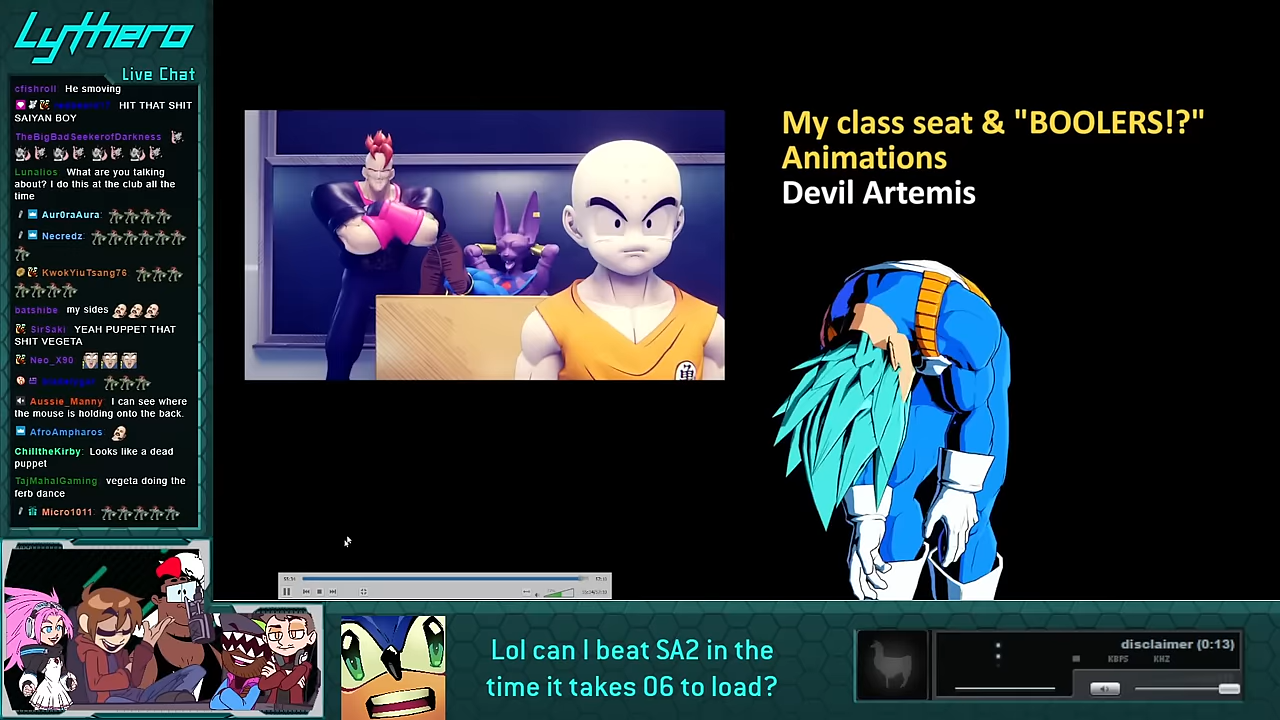 Lythero
Live Chat
cfishroll He smoving
HIT THAT SHIT
SAIYAN BOY
TheBigBadSeekerofDarkness
Lunalios: What are you talking
about? I do this at the club all the
time
Aur0raAura:
Necredz:
KwokYiuTsang76
batshibe my sides
SirSaki YEAH PUPPET THAT
SHIT VEGETA
Neo_X90
Aussie_Manny: I can see where
the mouse is holding onto the back.
AfroAmpharos:
ChilltheKirby: Looks like a dead
puppet
TajMahalGaming: vegeta doing the
ferb dance
Micro1011
My class seat & "BOOLERS!?"
Animations
Devil Artemis
Lol can I beat SA2 in the
time it takes 06 to load?
disclaimer (0:13)
KBPS KHZ